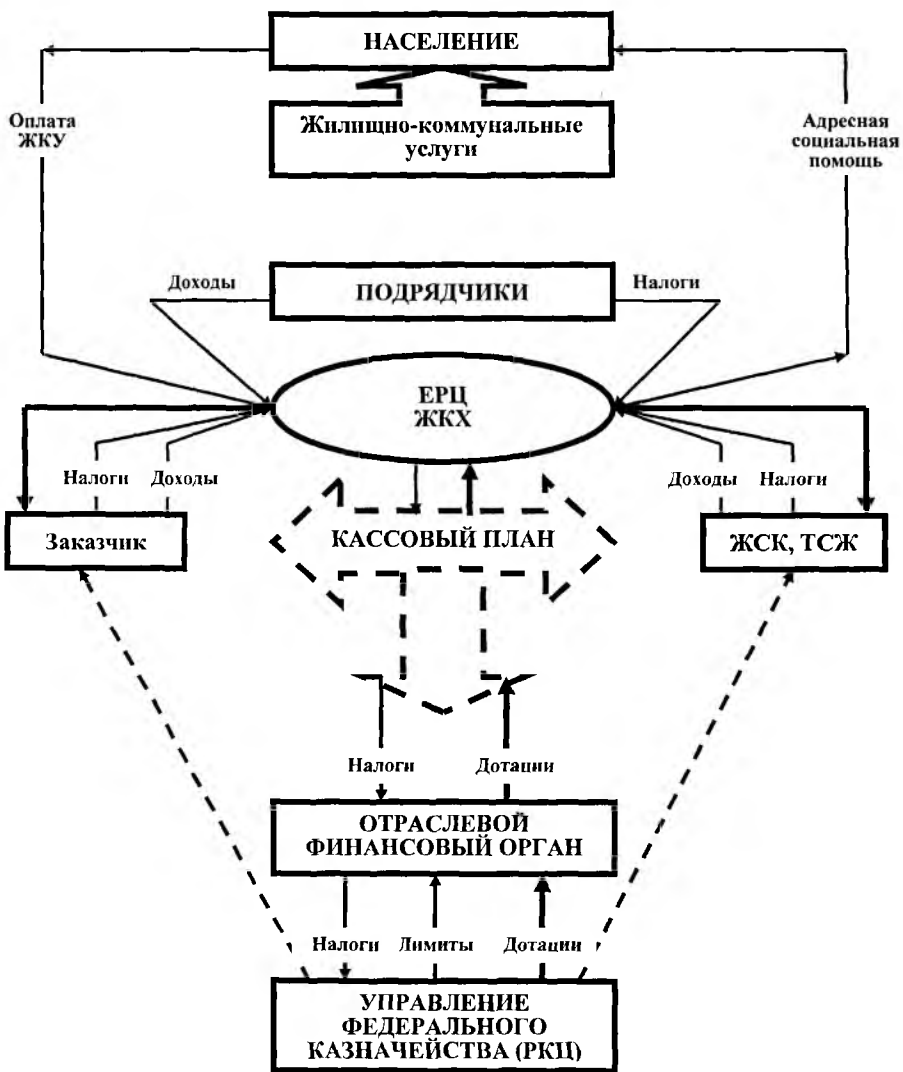 НАСЕЛЕНИЕ
Жилищно-коммунальные
услуги
Оплата
ЖКУ
Адресная
социальная
помощь
Доходы
ПОДРЯДЧИКИ
Налоги
ЕРЦ
ЖКХ
Налоги Доходы
Доходы Налоги
Заказчик
КАССОВЫЙ ПЛАН
ЖСК, ТСЖ
Налоги
Дотации
ОТРАСЛЕВОЙ
ФИНАНСОВЫЙ ОРГАН
Налоги Лимиты Дотации
УПРАВЛЕНИЕ
ФЕДЕРАЛЬНОГО
КАЗНАЧЕЙСТВА (РКЦ)